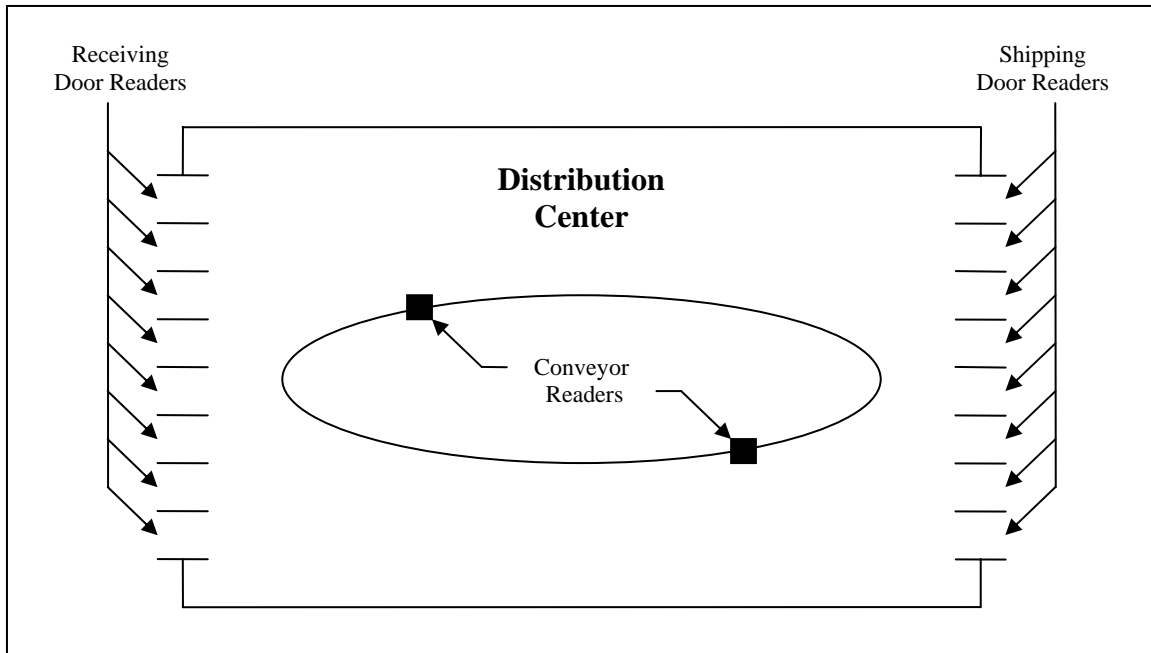 Receiving
Door Readers
Shipping
Door Readers
Distribution
Center
Conveyor
Readers